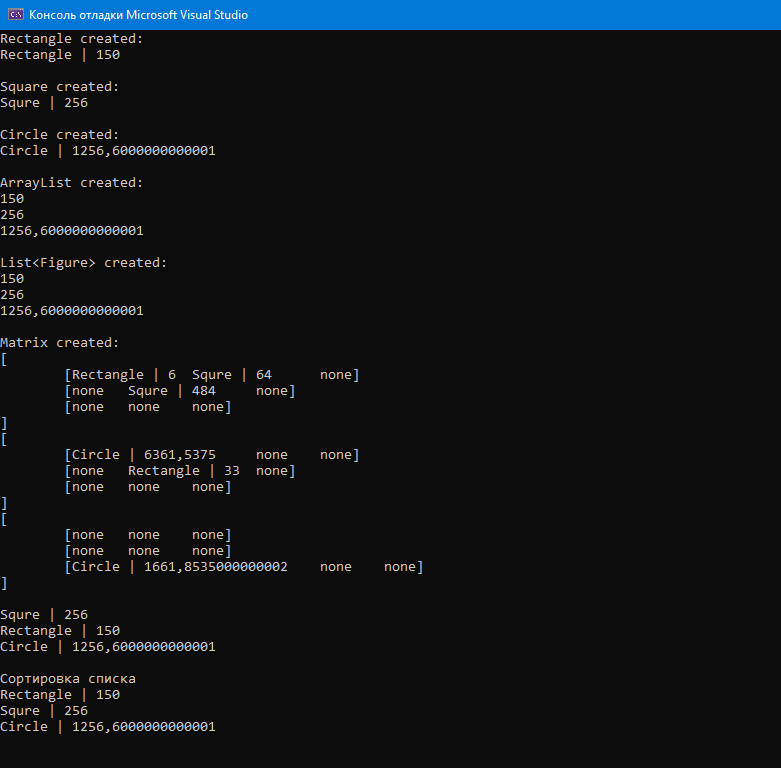 Консоль отладки Microsoft Visual Studio
Rectangle created:
Rectangle | 150
Square created:
Squre | 256
Circle created:
Circle | 1256,6000000000001
ArrayList created:
150
256
1256,6000000000001
List<Figure> created:
150
256
1256,6000000000001
Matrix created:
[
[Rectangle | 6 Squre | 64 none]
[none Squre | 484 none]
[none none none]
]
[
[Circle | 6361,5375 none none]
[none Rectangle | 33 none]
[none none none]
]
[
[none none none]
[none none none]
[Circle | 1661,8535000000002 none none]
]
Squre | 256
Rectangle | 150
Circle | 1256,6000000000001
Сортировка списка
Rectangle | 150
Squre | 256
Circle | 1256,6000000000001